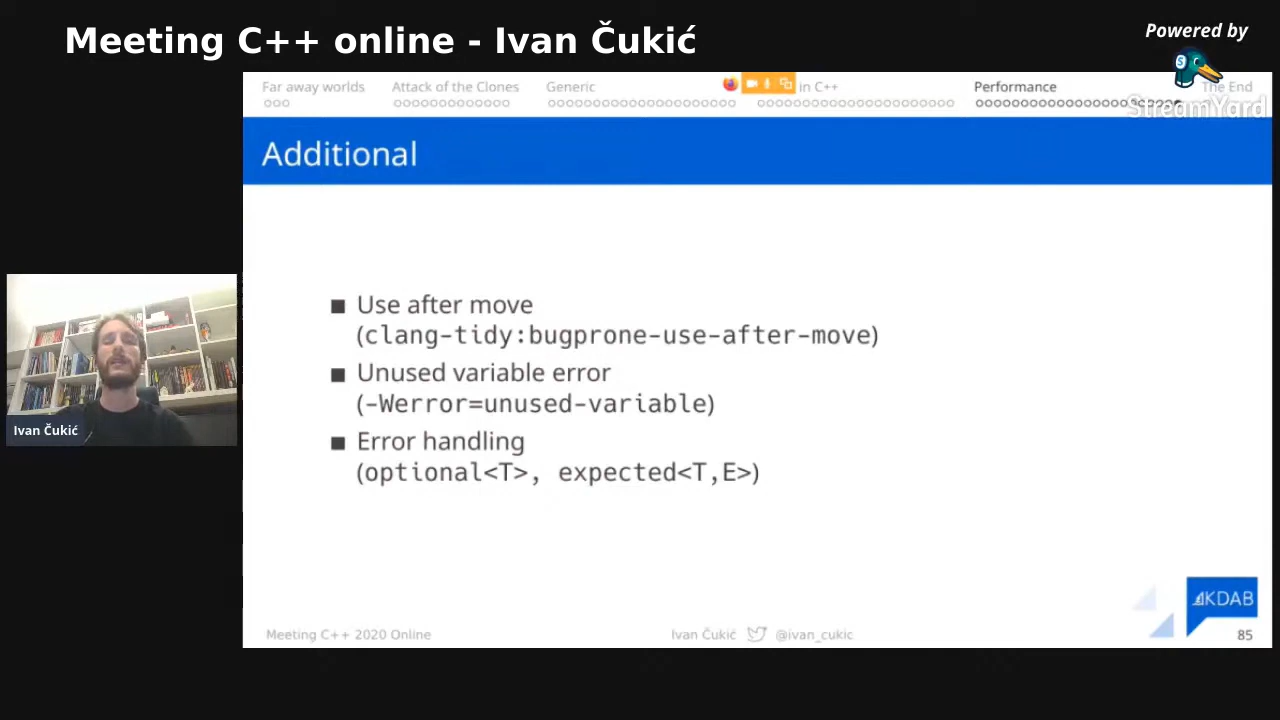 Meeting C++ online - Ivan Čukić
Powered by
StreamYard
Far away worlds
Attack of the Clones
Generic
in C++
Performance
The End
Additional
■ Use after move
(clang-tidy:bugprone-use-after-move)
■ Unused variable error
(-Werror=unused-variable)
■ Error handling
(optional<T>, expected<T,E>)
Ivan Čukić
KDAB
Meeting C++ 2020 Online
Ivan Čukić
@ivan_cukic
85